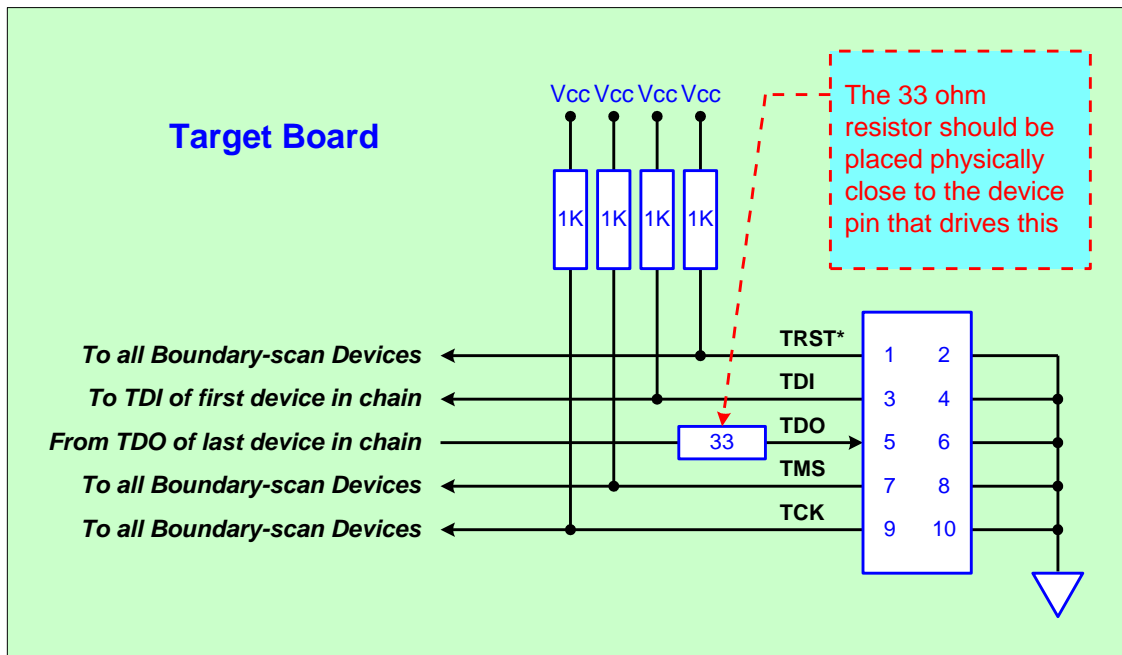 Vcc Vcc Vcc Vcc
Target Board
The 33 ohm
resistor should be
placed physically
close to the device
pin that drives this
1K 1K 1K 1K
To all Boundary-scan Devices TRST* 1 2
To TDI of first device in chain TDI 3 4
From TDO of last device in chain 33 TDO 5 6
To all Boundary-scan Devices TMS 7 8
To all Boundary-scan Devices TCK 9 10